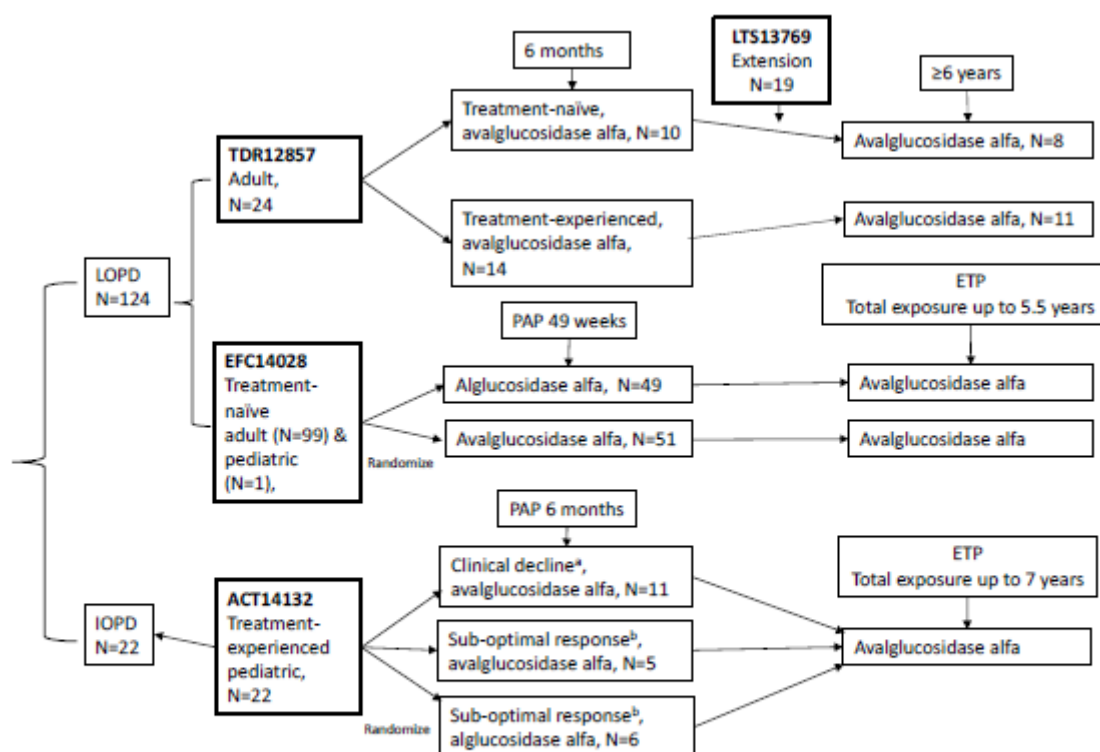 6 months
LTS13769
Extension
N=19
≥6 years
Treatment-naïve,
avalglucosidase alfa, N=10
Avalglucosidase alfa, N=8
TDR12857
Adult,
N=24
Treatment-experienced,
avalglucosidase alfa,
N=14
Avalglucosidase alfa, N=11
LOPD
N=124
ETP
Total exposure up to 5.5 years
PAP 49 weeks
EFC14028
Treatment-
naïve
adult (N=99) &
pediatric
(N=1),
Alglucosidase alfa, N=49
Avalglucosidase alfa
Avalglucosidase alfa, N=51
Avalglucosidase alfa
Randomize
PAP 6 months
Clinical declineᵃ,
avalglucosidase alfa, N=11
ETP
Total exposure up to 7 years
IOPD
N=22
ACT14132
Treatment-
experienced
pediatric,
N=22
Sub-optimal responseᵇ,
avalglucosidase alfa, N=5
Avalglucosidase alfa
Randomize
Sub-optimal responseᵇ,
alglucosidase alfa, N=6